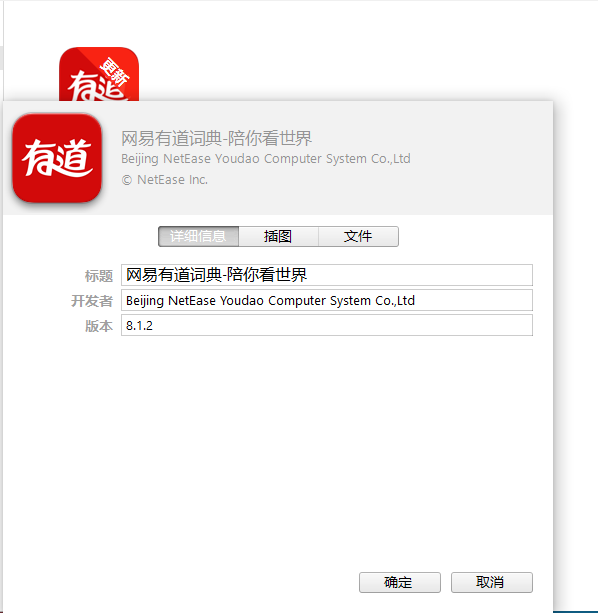 更新
有道
有道
网易有道词典-陪你看世界
Beijing NetEase Youdao Computer System Co.,Ltd
© NetEase Inc.
详细信息 插图 文件
标题 网易有道词典-陪你看世界
开发者 Beijing NetEase Youdao Computer System Co.,Ltd
版本 8.1.2
确定 取消